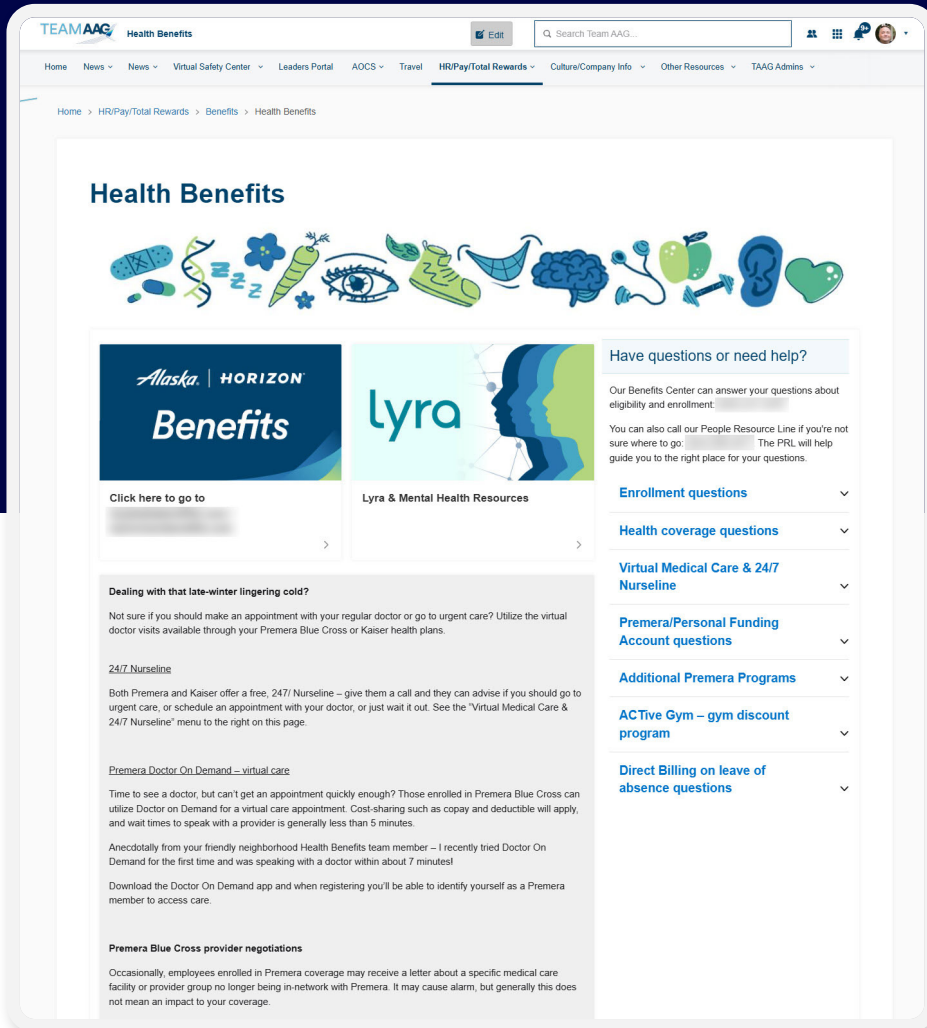 TEAM AAG Health Benefits Edit Search Team AAG... 9+
Home News News Virtual Safety Center Leaders Portal AOCS Travel HR/Pay/Total Rewards Culture/Company Info Other Resources TAAG Admins
Home > HR/Pay/Total Rewards > Benefits > Health Benefits
Health Benefits
z z z z
Alaska. | HORIZON
Benefits
Click here to go to
lyra
Lyra & Mental Health Resources
Dealing with that late-winter lingering cold?
Not sure if you should make an appointment with your regular doctor or go to urgent care? Utilize the virtual
doctor visits available through your Premera Blue Cross or Kaiser health plans.
24/7 Nurseline
Both Premera and Kaiser offer a free, 247/ Nurseline – give them a call and they can advise if you should go to
urgent care, or schedule an appointment with your doctor, or just wait it out. See the "Virtual Medical Care &
24/7 Nurseline" menu to the right on this page.
Premera Doctor On Demand – virtual care
Time to see a doctor, but can't get an appointment quickly enough? Those enrolled in Premera Blue Cross can
utilize Doctor on Demand for a virtual care appointment. Cost-sharing such as copay and deductible will apply,
and wait times to speak with a provider is generally less than 5 minutes.
Anecdotally from your friendly neighborhood Health Benefits team member – I recently tried Doctor On
Demand for the first time and was speaking with a doctor within about 7 minutes!
Download the Doctor On Demand app and when registering you'll be able to identify yourself as a Premera
member to access care.
Premera Blue Cross provider negotiations
Occasionally, employees enrolled in Premera coverage may receive a letter about a specific medical care
facility or provider group no longer being in-network with Premera. It may cause alarm, but generally this does
not mean an impact to your coverage.
Have questions or need help?
Our Benefits Center can answer your questions about
eligibility and enrollment:
You can also call our People Resource Line if you're not
sure where to go: The PRL will help
guide you to the right place for your questions.
Enrollment questions
Health coverage questions
Virtual Medical Care & 24/7
Nurseline
Premera/Personal Funding
Account questions
Additional Premera Programs
ACTive Gym – gym discount
program
Direct Billing on leave of
absence questions